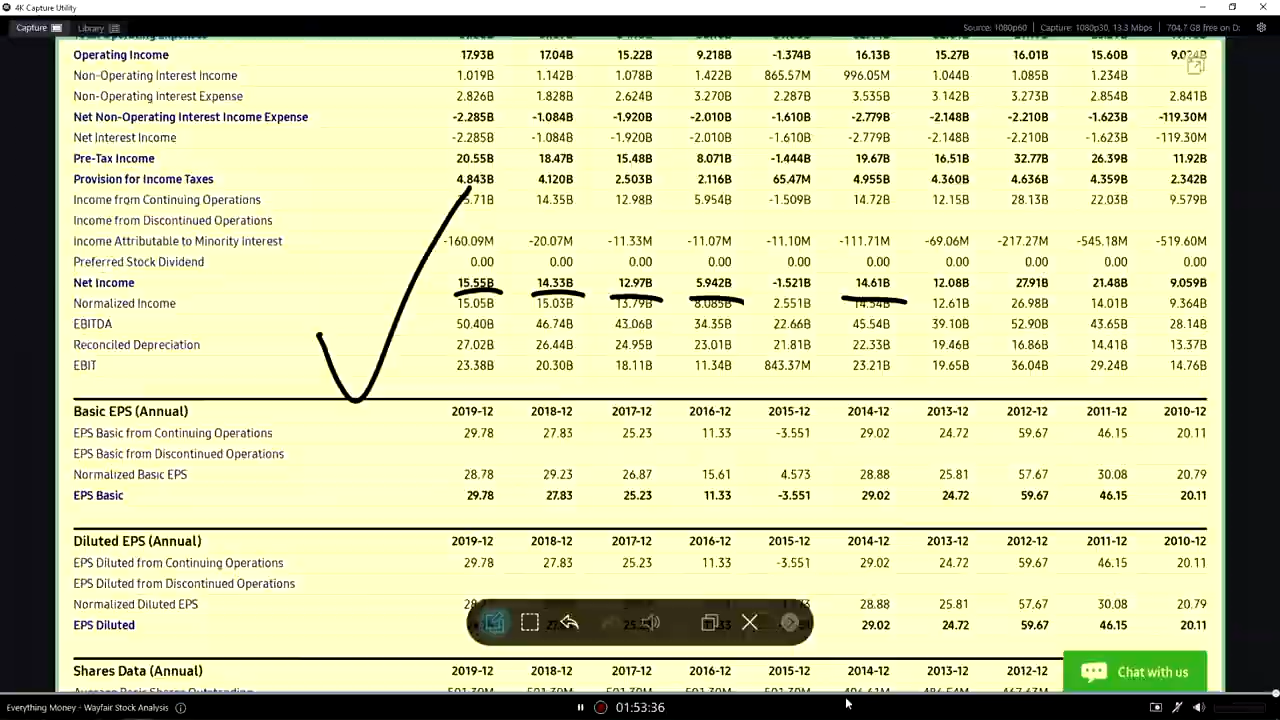 4K Capture Utility
Capture Library Source: 1080p60 Capture: 1080p30, 13.3 Mbps 704.7 GB free on D:
Operating Income 17.93B 17.04B 15.22B 9.218B -1.374B 16.13B 15.27B 16.01B 15.60B
Non-Operating Interest Income 1.019B 1.142B 1.078B 1.422B 865.57M 996.05M 1.044B 1.085B 1.234B
Non-Operating Interest Expense 2.826B 1.828B 2.624B 3.270B 2.287B 3.535B 3.142B 3.273B 2.854B 2.841B
Net Non-Operating Interest Income Expense -2.285B -1.084B -1.920B -2.010B -1.610B -2.779B -2.148B -2.210B -1.623B -119.30M
Net Interest Income -2.285B -1.084B -1.920B -2.010B -1.610B -2.779B -2.148B -2.210B -1.623B -119.30M
Pre-Tax Income 20.55B 18.47B 15.48B 8.071B -1.444B 19.67B 16.51B 32.77B 26.39B 11.92B
Provision for Income Taxes 4.843B 4.120B 2.503B 2.116B 65.47M 4.955B 4.360B 4.636B 4.359B 2.342B
Income from Continuing Operations 15.71B 14.35B 12.98B 5.954B -1.509B 14.72B 12.15B 28.13B 22.03B 9.579B
Income from Discontinued Operations
Income Attributable to Minority Interest -160.09M -20.07M -11.33M -11.07M -11.10M -111.71M -69.06M -217.27M -545.18M -519.60M
Preferred Stock Dividend 0.00 0.00 0.00 0.00 0.00 0.00 0.00 0.00 0.00 0.00
Net Income 15.55B 14.33B 12.97B 5.942B -1.521B 14.61B 12.08B 27.91B 21.48B 9.059B
Normalized Income 15.05B 15.03B 13.79B 8.085B 2.551B 14.54B 12.61B 26.98B 14.01B 9.364B
EBITDA 50.40B 46.74B 43.06B 34.35B 22.66B 45.54B 39.10B 52.90B 43.65B 28.14B
Reconciled Depreciation 27.02B 26.44B 24.95B 23.01B 21.81B 22.33B 19.46B 16.86B 14.41B 13.37B
EBIT 23.38B 20.30B 18.11B 11.34B 843.37M 23.21B 19.65B 36.04B 29.24B 14.76B
Basic EPS (Annual) 2019-12 2018-12 2017-12 2016-12 2015-12 2014-12 2013-12 2012-12 2011-12 2010-12
EPS Basic from Continuing Operations 29.78 27.83 25.23 11.33 -3.551 29.02 24.72 59.67 46.15 20.11
EPS Basic from Discontinued Operations
Normalized Basic EPS 28.78 29.23 26.87 15.61 4.573 28.88 25.81 57.67 30.08 20.79
EPS Basic 29.78 27.83 25.23 11.33 -3.551 29.02 24.72 59.67 46.15 20.11
Diluted EPS (Annual) 2019-12 2018-12 2017-12 2016-12 2015-12 2014-12 2013-12 2012-12 2011-12 2010-12
EPS Diluted from Continuing Operations 29.78 27.83 25.23 11.33 -3.551 29.02 24.72 59.67 46.15 20.11
EPS Diluted from Discontinued Operations
Normalized Diluted EPS 28.88 25.81 57.67 30.08 20.79
EPS Diluted 29.02 24.72 59.67 46.15 20.11
Shares Data (Annual) 2019-12 2018-12 2017-12 2016-12 2015-12 2014-12 2013-12 2012-12
Chat with us
Everything Money - Wayfair Stock Analysis 01:53:36